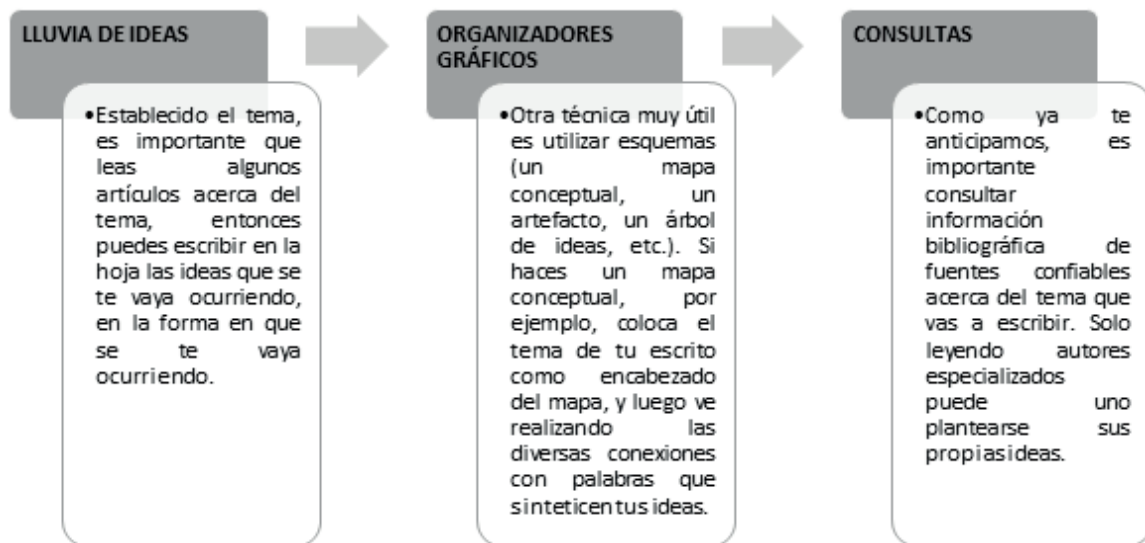 LLUVIA DE IDEAS
•Establecido el tema,
es importante que
leas algunos
artículos acerca del
tema, entonces
puedes escribir en la
hoja las ideas que se
te vaya ocurriendo,
en la forma en que
se te vaya
ocurriendo.
ORGANIZADORES
GRÁFICOS
•Otra técnica muy útil
es utilizar esquemas
(un mapa
conceptual, un
artefacto, un árbol
de ideas, etc.). Si
haces un mapa
conceptual, por
ejemplo, coloca el
tema de tu escrito
como encabezado
del mapa, y luego ve
realizando las
diversas conexiones
con palabras que
sinteticen tus ideas.
CONSULTAS
•Como ya te
anticipamos, es
importante
consultar
información
bibliográfica de
fuentes confiables
acerca del tema que
vas a escribir. Solo
leyendo autores
especializados
puede uno
plantearse sus
propias ideas.